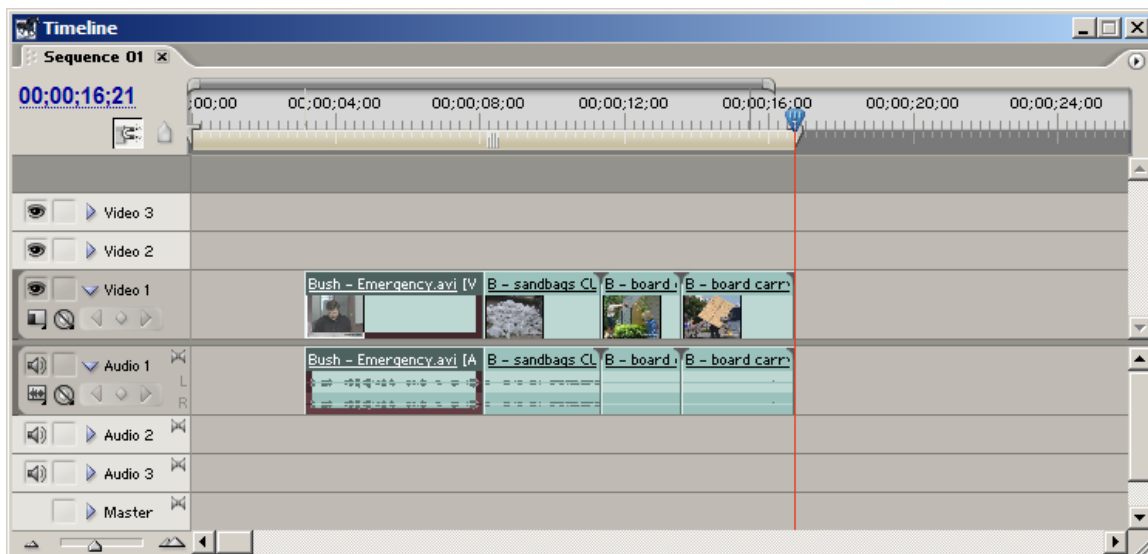 Timeline
Sequence 01
00;00;16;21
;00;00 00;00;04;00 00;00;08;00 00;00;12;00 00;00;16;00 00;00;20;00 00;00;24;00
Video 3
Video 2
Video 1
Bush - Emergency.avi [V B - sandbags CL B - board B - board carry
Audio 1
Bush - Emergency.avi [A B - sandbags CL B - board B - board carry
L
R
Audio 2
Audio 3
Master